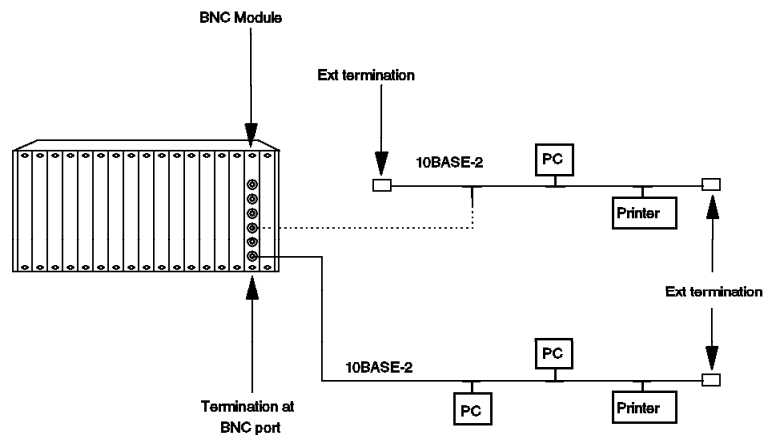 BNC Module
Ext termination
10BASE-2
PC
Printer
Ext termination
10BASE-2
PC
PC
Printer
Termination at
BNC port